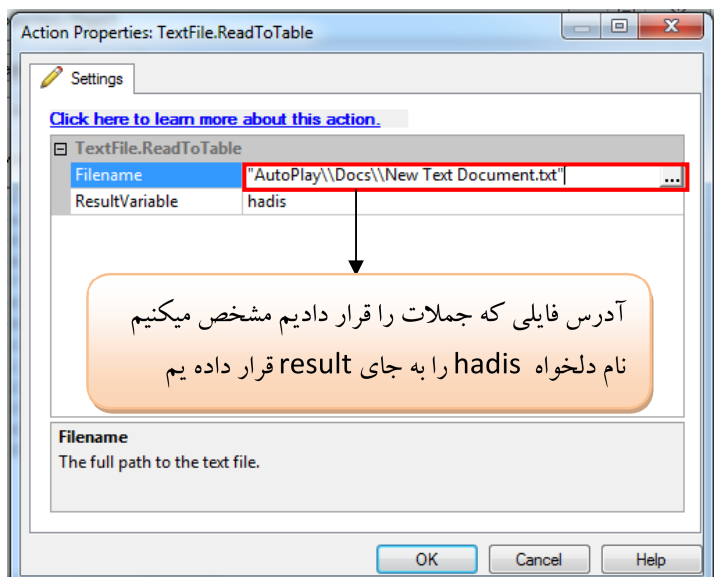 Action Properties: TextFile.ReadToTable
Settings
Click here to learn more about this action.
TextFile.ReadToTable
Filename "AutoPlay\\Docs\\New Text Document.txt" ...
ResultVariable hadis
آدرس فایلی که جملات را قرار دادیم مشخص میکنیم
نام دلخواه hadis را به جای result قرار داده یم
Filename
The full path to the text file.
OK Cancel Help